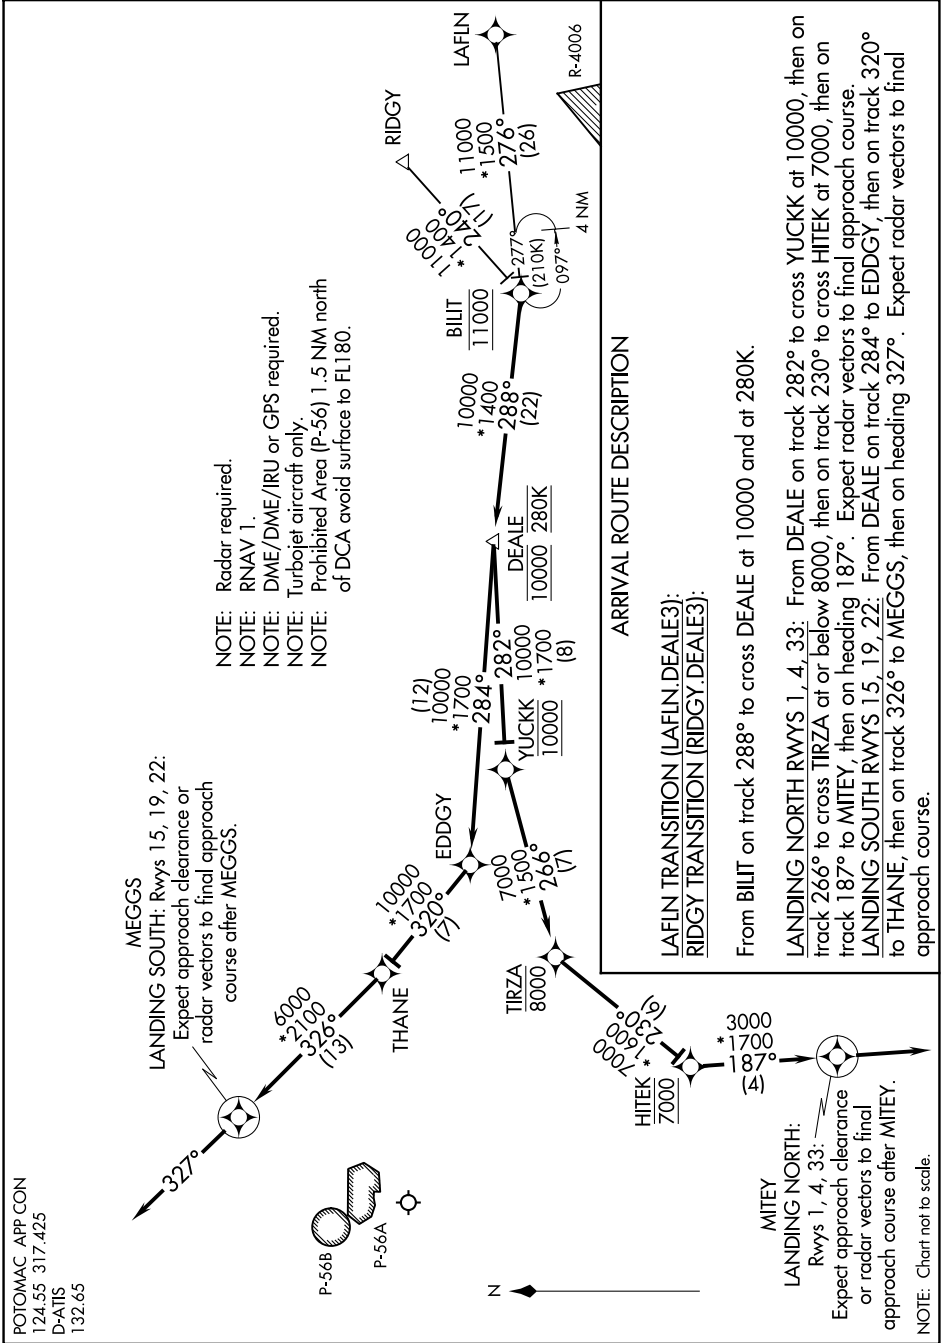 POTOMAC APP CON
124.55 317.425
D-ATIS
132.65
NOTE: Radar required.
NOTE: RNAV 1.
NOTE: DME/DME/IRU or GPS required.
NOTE: Turbojet aircraft only.
NOTE: Prohibited Area (P-56) 1.5 NM north
of DCA avoid surface to FL180.
MEGGS
LANDING SOUTH: Rwys 15, 19, 22:
Expect approach clearance or
radar vectors to final approach
course after MEGGS.
327°
6000
*2100
326°
(13)
THANE
10000
*1700
320°
(7)
EDDGY
(12)
10000
*1700
284°
282°
10000
*1700
(8)
YUCKK
10000
DEALE
10000 280K
10000
*1400
288°
(22)
BILIT
11000
11000
*1400
240°
(17)
RIDGY
LAFLN
11000
*1500
276°
(26)
277°
(210K)
097°
4 NM
R-4006
7000
*1500
266°
(7)
TIRZA
8000
7000
*1600
230°
(6)
HITEK
7000
3000
*1700
187°
(4)
P-56B
P-56A
N
MITEY
LANDING NORTH:
Rwys 1, 4, 33:
Expect approach clearance
or radar vectors to final
approach course after MITEY.
NOTE: Chart not to scale.
ARRIVAL ROUTE DESCRIPTION
LAFLN TRANSITION (LAFLN.DEALE3):
RIDGY TRANSITION (RIDGY.DEALE3):
From BILIT on track 288° to cross DEALE at 10000 and at 280K.
LANDING NORTH RWYS 1, 4, 33: From DEALE on track 282° to cross YUCKK at 10000, then on
track 266° to cross TIRZA at or below 8000, then on track 230° to cross HITEK at 7000, then on
track 187° to MITEY, then on heading 187°. Expect radar vectors to final approach course.
LANDING SOUTH RWYS 15, 19, 22: From DEALE on track 284° to EDDGY, then on track 320°
to THANE, then on track 326° to MEGGS, then on heading 327°. Expect radar vectors to final
approach course.